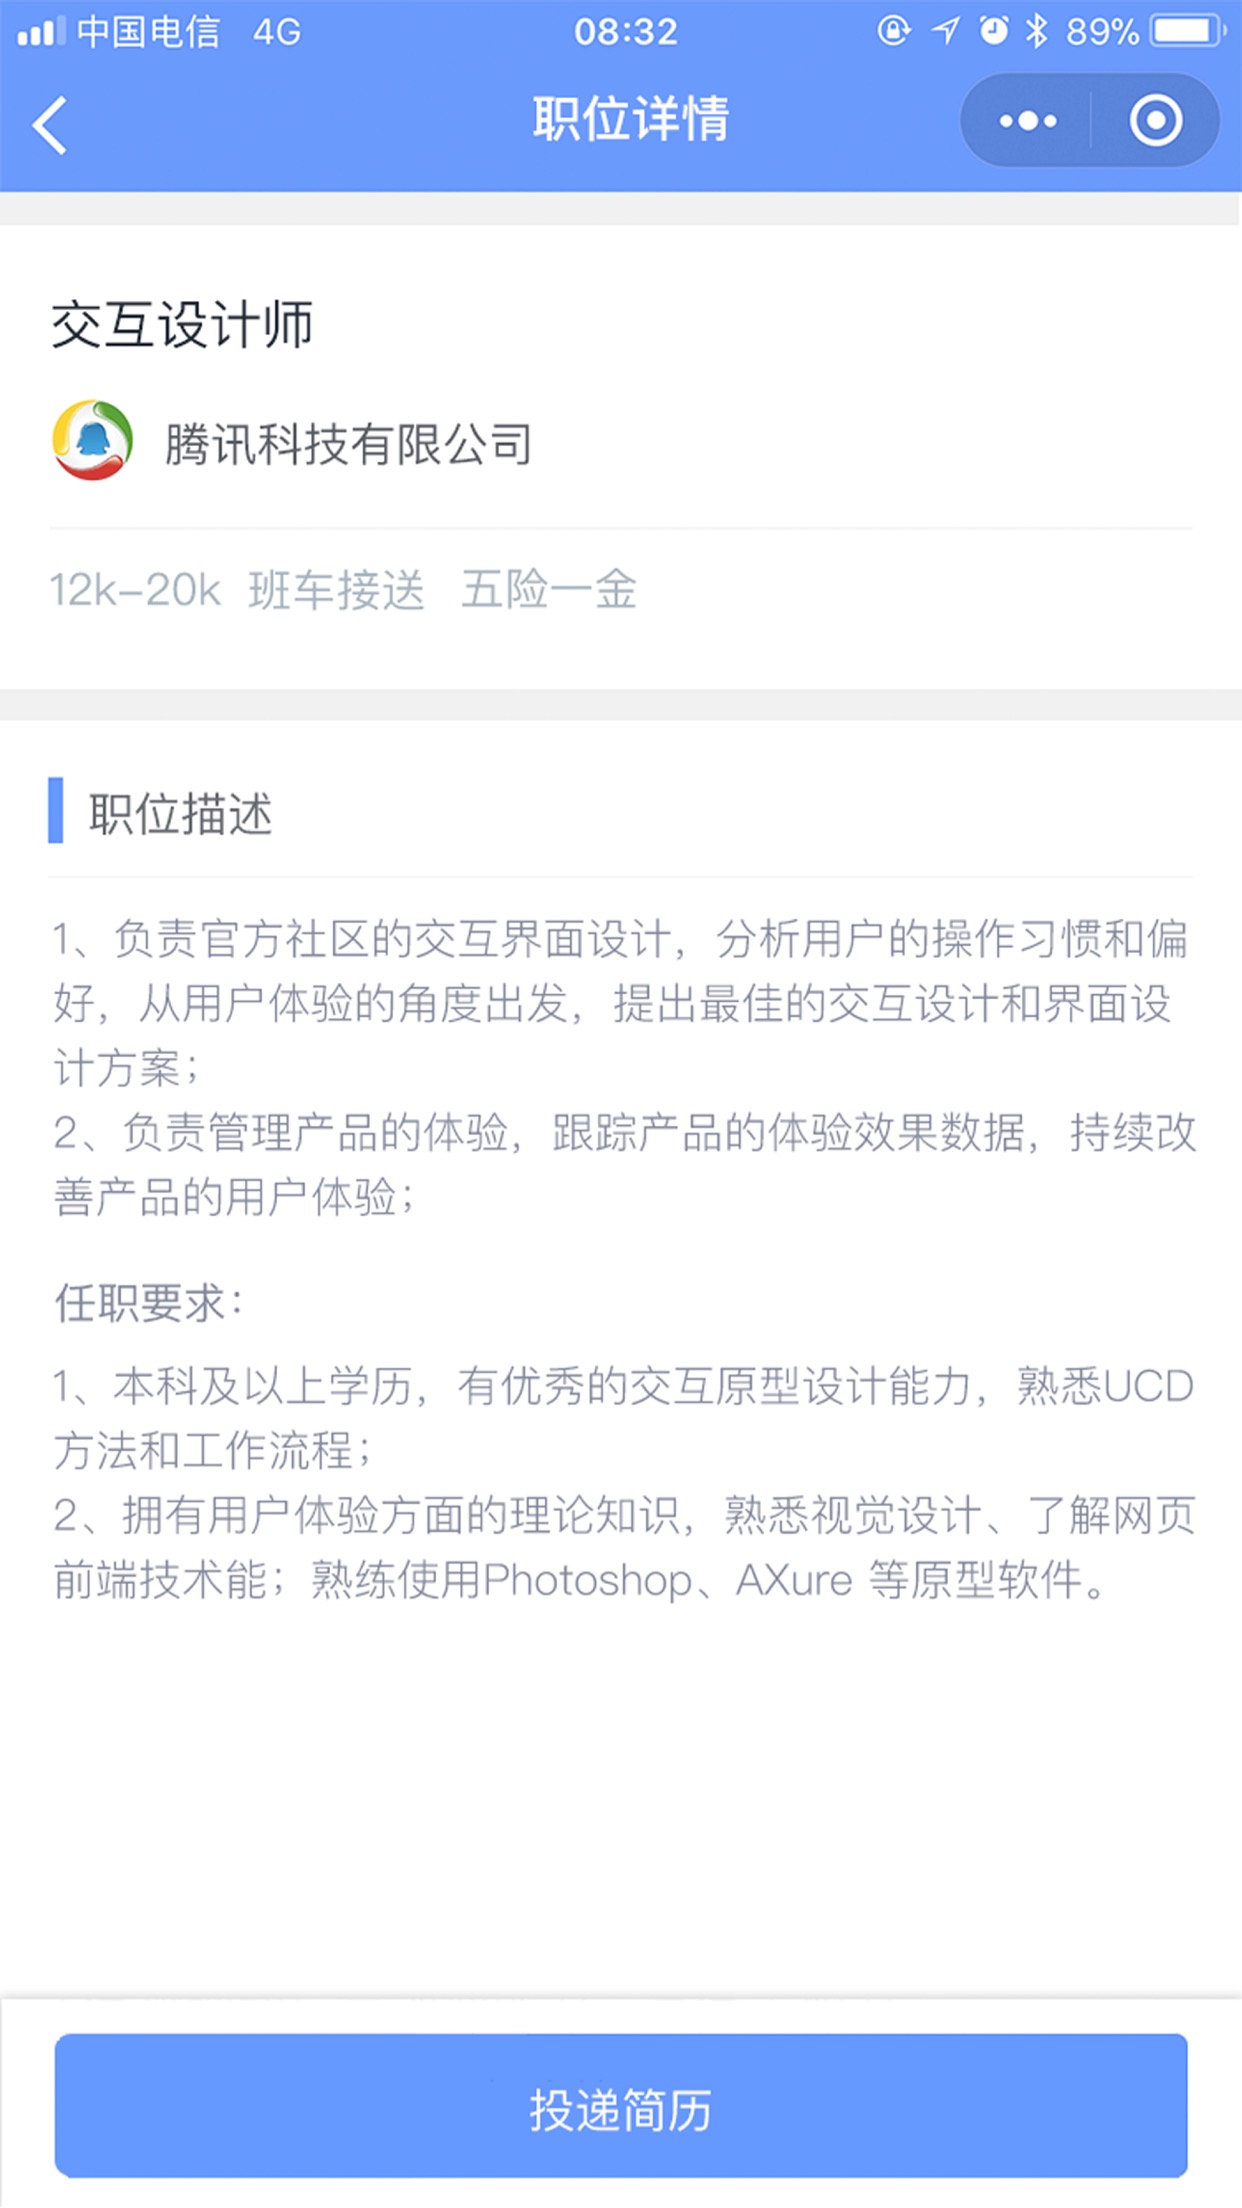 中国电信 4G 08:32 89%
职位详情
交互设计师
腾讯科技有限公司
12k-20k 班车接送 五险一金
职位描述
1、负责官方社区的交互界面设计，分析用户的操作习惯和偏
好，从用户体验的角度出发，提出最佳的交互设计和界面设
计方案；
2、负责管理产品的体验，跟踪产品的体验效果数据，持续改
善产品的用户体验；
任职要求：
1、本科及以上学历，有优秀的交互原型设计能力，熟悉UCD
方法和工作流程；
2、拥有用户体验方面的理论知识，熟悉视觉设计、了解网页
前端技术能；熟练使用Photoshop、AXure 等原型软件。
投递简历